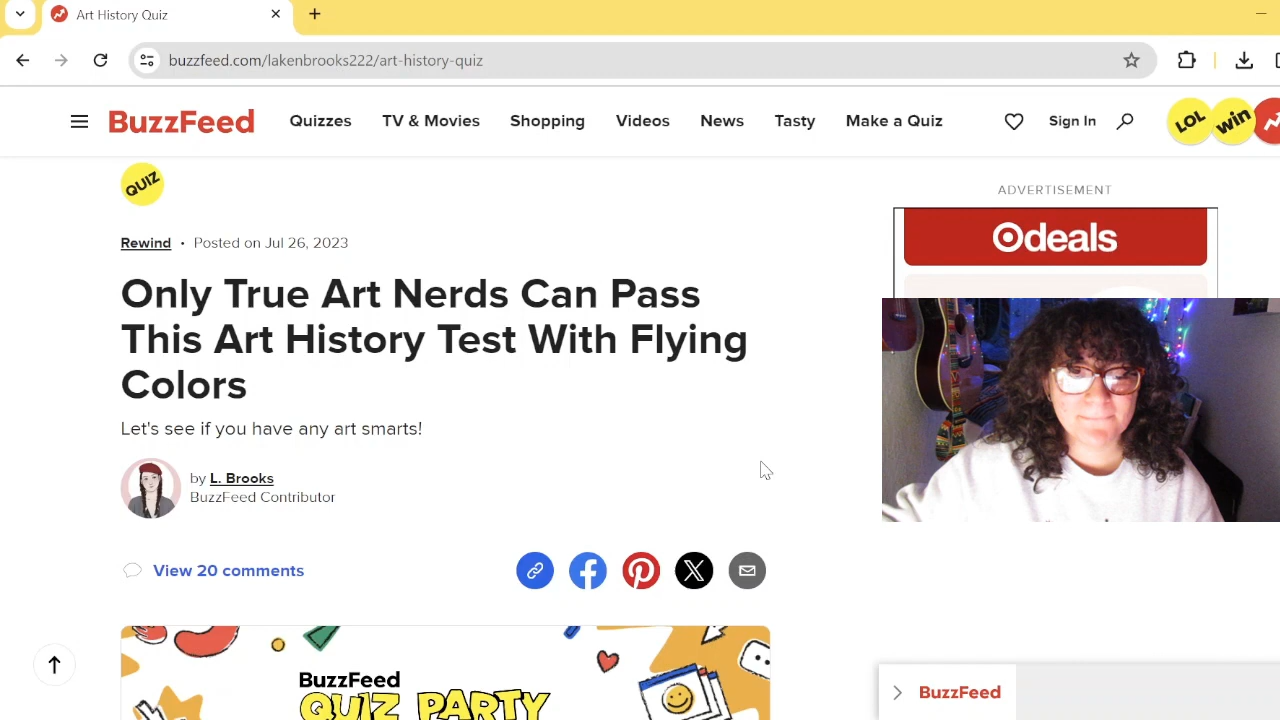 Art History Quiz
buzzfeed.com/lakenbrooks222/art-history-quiz
BuzzFeed Quizzes TV & Movies Shopping Videos News Tasty Make a Quiz Sign In LOL win
QUIZ
Rewind • Posted on Jul 26, 2023
Only True Art Nerds Can Pass
This Art History Test With Flying
Colors
Let's see if you have any art smarts!
by L. Brooks
BuzzFeed Contributor
View 20 comments
BuzzFeed
QUIZ PARTY
ADVERTISEMENT
deals
BuzzFeed